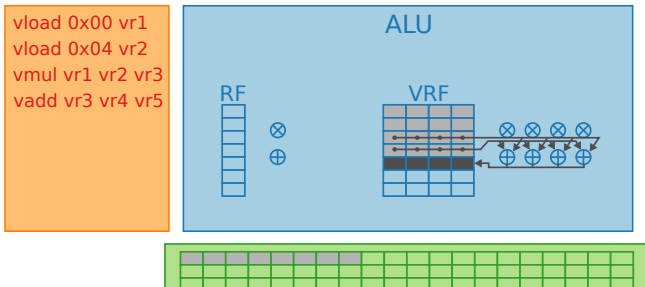 vload 0x00 vr1
vload 0x04 vr2
vmul vr1 vr2 vr3
vadd vr3 vr4 vr5
ALU
RF
VRF